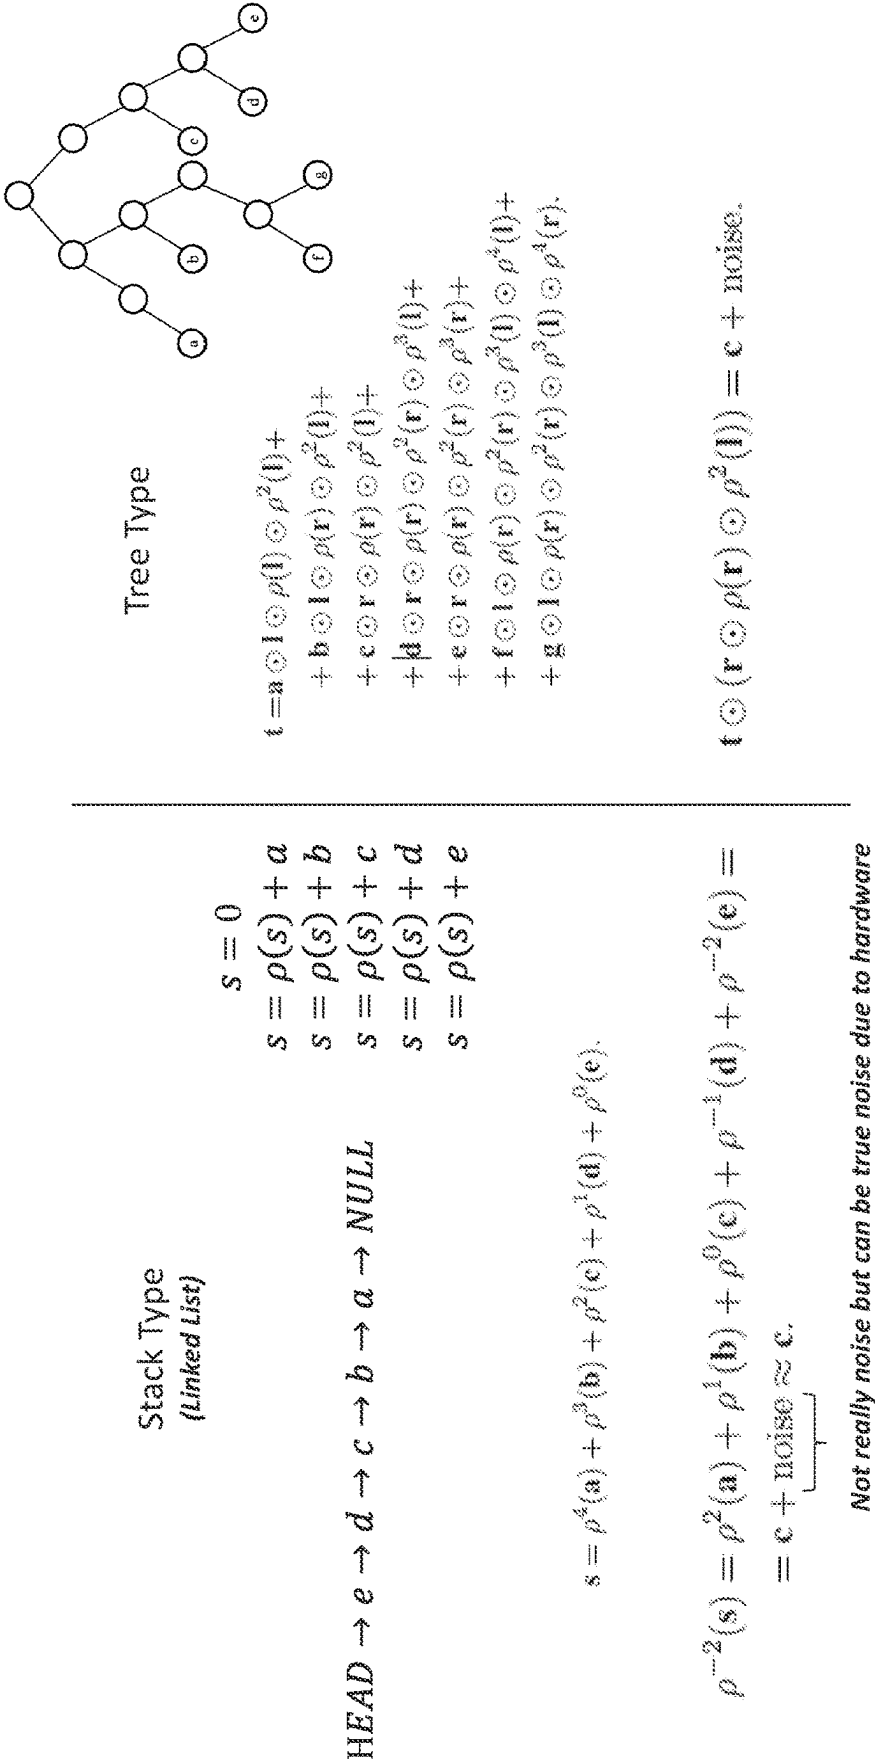 Stack Type
(Linked List)
s = 0
s = ρ(s) + a
s = ρ(s) + b
HEAD → e → d → c → b → a → NULL
s = ρ(s) + c
s = ρ(s) + d
s = ρ(s) + e
s = ρ⁴(a) + ρ³(b) + ρ²(c) + ρ¹(d) + ρ⁰(e).
ρ⁻²(s) = ρ²(a) + ρ¹(b) + ρ⁰(c) + ρ⁻¹(d) + ρ⁻²(e) =
= c + noise ≈ c.
Not really noise but can be true noise due to hardware
Tree Type
a
b
c
d
e
f
g
t =a ⊙ l ⊙ ρ(l) ⊙ ρ²(l)+
+ b ⊙ l ⊙ ρ(r) ⊙ ρ²(l)+
+ c ⊙ r ⊙ ρ(r) ⊙ ρ²(l)+
+ d ⊙ r ⊙ ρ(r) ⊙ ρ²(r) ⊙ ρ³(l)+
+ e ⊙ r ⊙ ρ(r) ⊙ ρ²(r) ⊙ ρ³(r)+
+ f ⊙ l ⊙ ρ(r) ⊙ ρ²(r) ⊙ ρ³(l) ⊙ ρ⁴(l)+
+ g ⊙ l ⊙ ρ(r) ⊙ ρ²(r) ⊙ ρ³(l) ⊙ ρ⁴(r).
t ⊙ (r ⊙ ρ(r) ⊙ ρ²(l)) = c + noise.